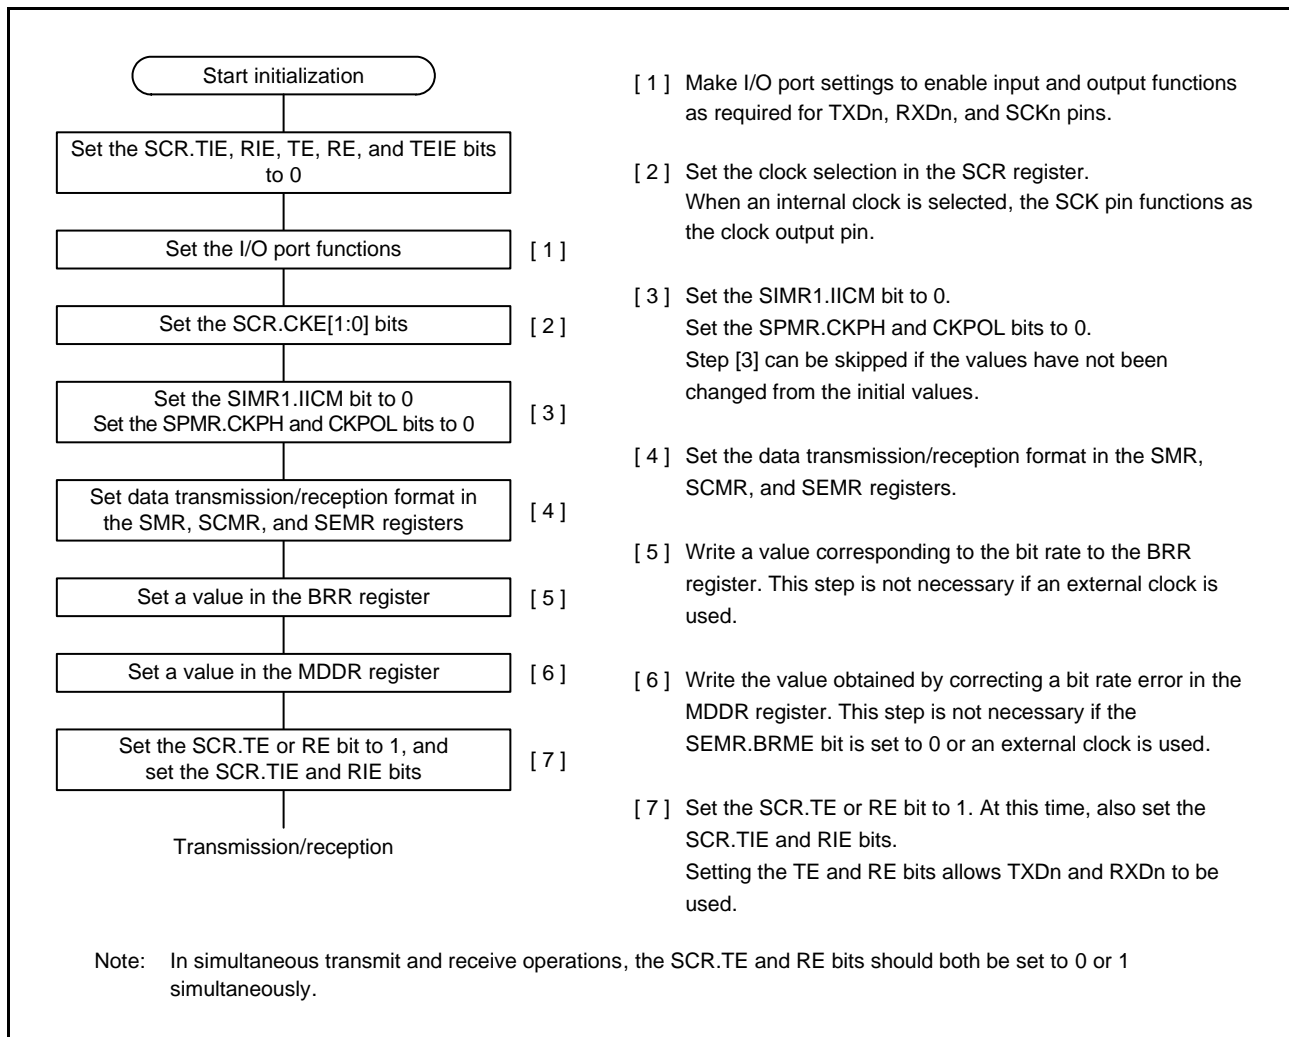 Start initialization
Set the SCR.TIE, RIE, TE, RE, and TEIE bits
to 0
Set the I/O port functions
[ 1 ]
Set the SCR.CKE[1:0] bits
[ 2 ]
Set the SIMR1.IICM bit to 0
Set the SPMR.CKPH and CKPOL bits to 0
[ 3 ]
Set data transmission/reception format in
the SMR, SCMR, and SEMR registers
[ 4 ]
Set a value in the BRR register
[ 5 ]
Set a value in the MDDR register
[ 6 ]
Set the SCR.TE or RE bit to 1, and
set the SCR.TIE and RIE bits
[ 7 ]
Transmission/reception
[ 1 ] Make I/O port settings to enable input and output functions
as required for TXDn, RXDn, and SCKn pins.
[ 2 ] Set the clock selection in the SCR register.
When an internal clock is selected, the SCK pin functions as
the clock output pin.
[ 3 ] Set the SIMR1.IICM bit to 0.
Set the SPMR.CKPH and CKPOL bits to 0.
Step [3] can be skipped if the values have not been
changed from the initial values.
[ 4 ] Set the data transmission/reception format in the SMR,
SCMR, and SEMR registers.
[ 5 ] Write a value corresponding to the bit rate to the BRR
register. This step is not necessary if an external clock is
used.
[ 6 ] Write the value obtained by correcting a bit rate error in the
MDDR register. This step is not necessary if the
SEMR.BRME bit is set to 0 or an external clock is used.
[ 7 ] Set the SCR.TE or RE bit to 1. At this time, also set the
SCR.TIE and RIE bits.
Setting the TE and RE bits allows TXDn and RXDn to be
used.
Note: In simultaneous transmit and receive operations, the SCR.TE and RE bits should both be set to 0 or 1
simultaneously.